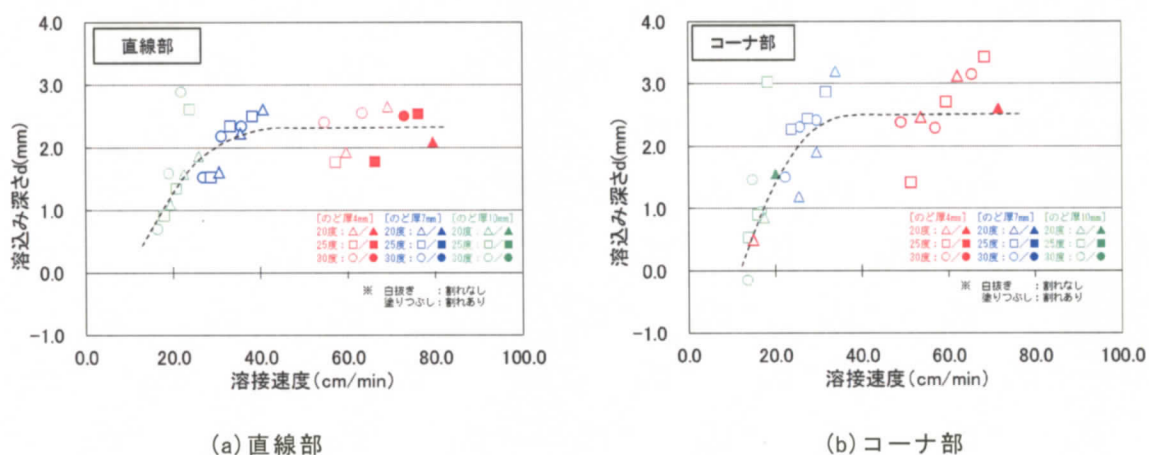 直線部
溶込み深さd(mm)
4.0
3.0
2.0
1.0
0.0
-1.0
[のど厚4mm] [のど厚7mm] [のど厚10mm]
20度：△／▲ 20度：△／▲ 20度：△／▲
25度：□／■ 25度：□／■ 25度：□／■
30度：○／● 30度：○／● 30度：○／●
※ 白抜き ：割れなし
塗りつぶし：割れあり
0.0 20.0 40.0 60.0 80.0 100.0
溶接速度(cm/min)
(a)直線部
コーナ部
溶込み深さd(mm)
4.0
3.0
2.0
1.0
0.0
-1.0
[のど厚4mm] [のど厚7mm] [のど厚10mm]
20度：△／▲ 20度：△／▲ 20度：△／▲
25度：□／■ 25度：□／■ 25度：□／■
30度：○／● 30度：○／● 30度：○／●
※ 白抜き ：割れなし
塗りつぶし：割れあり
0.0 20.0 40.0 60.0 80.0 100.0
溶接速度(cm/min)
(b)コーナ部